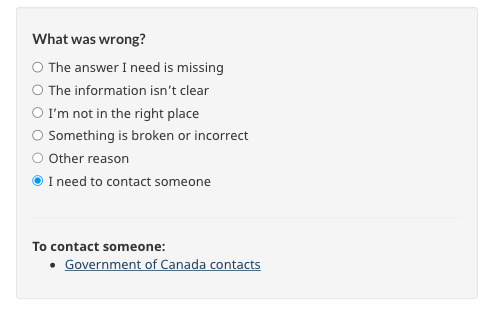 What was wrong?
The answer I need is missing
The information isn't clear
I'm not in the right place
Something is broken or incorrect
Other reason
I need to contact someone
To contact someone:
Government of Canada contacts